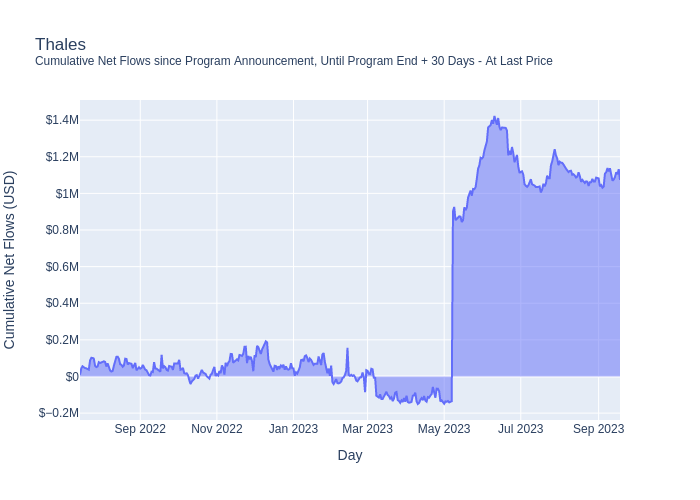 Thales
Cumulative Net Flows since Program Announcement, Until Program End + 30 Days - At Last Price
Cumulative Net Flows (USD)
$1.4M
$1.2M
$1M
$0.8M
$0.6M
$0.4M
$0.2M
$0
$−0.2M
Sep 2022 Nov 2022 Jan 2023 Mar 2023 May 2023 Jul 2023 Sep 2023
Day